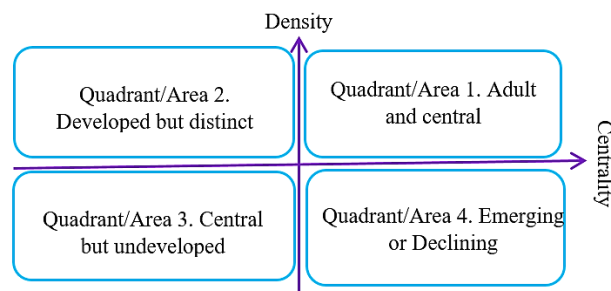 Density
Quadrant/Area 2.
Developed but distinct
Quadrant/Area 1. Adult
and central
Centrality
Quadrant/Area 3. Central
but undeveloped
Quadrant/Area 4. Emerging
or Declining